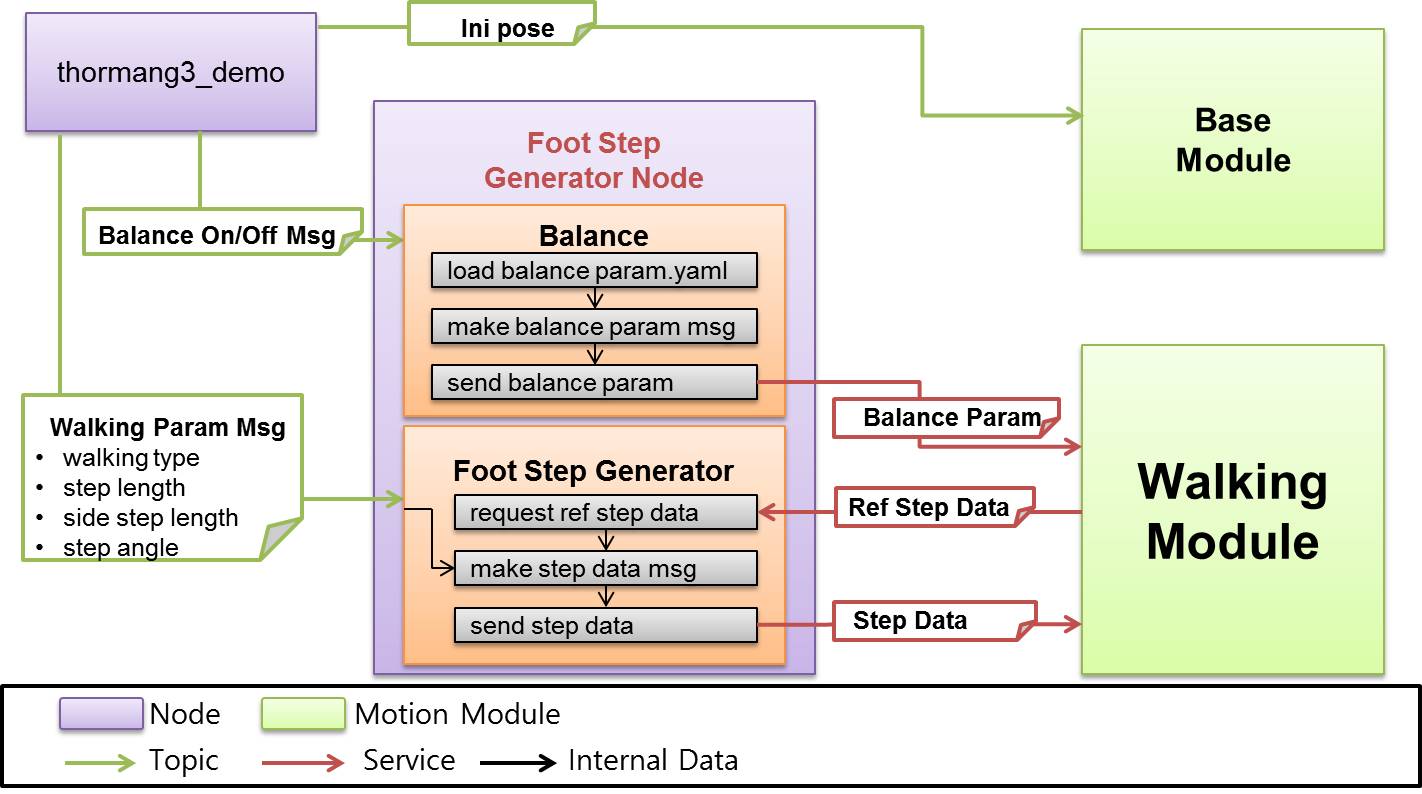 thormang3_demo
Ini pose
Base
Module
Foot Step
Generator Node
Balance On/Off Msg
Balance
load balance param.yaml
make balance param msg
send balance param
Walking Param Msg
• walking type
• step length
• side step length
• step angle
Foot Step Generator
request ref step data
make step data msg
send step data
Balance Param
Ref Step Data
Step Data
Walking
Module
Node
Motion Module
Topic
Service
Internal Data